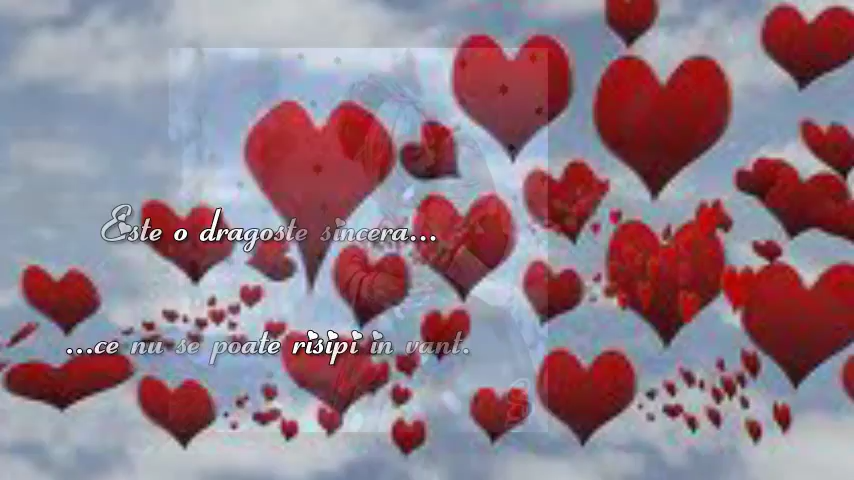 Este o dragoste sincera...
...ce nu se poate risipi in vant.